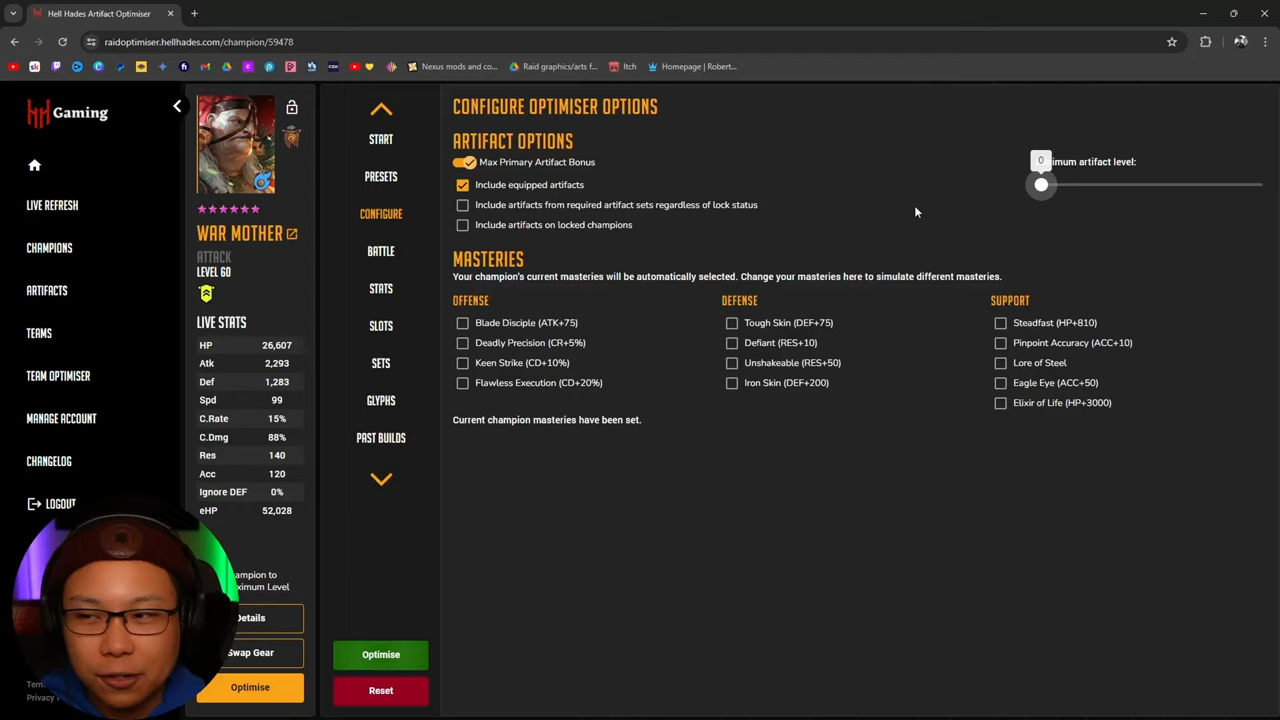 Hell Hades Artifact Optimiser
raidoptimiser.hellhades.com/champion/59478
Nexus mods and co...
Raid graphics/arts f...
Itch
Homepage | Robert...
Gaming
LIVE REFRESH
CHAMPIONS
ARTIFACTS
TEAMS
TEAM OPTIMISER
MANAGE ACCOUNT
CHANGELOG
LOGOUT
Privacy
WAR MOTHER
ATTACK
LEVEL 60
LIVE STATS
HP 26,607
Atk 2,293
Def 1,283
Spd 99
C.Rate 15%
C.Dmg 88%
Res 140
Acc 120
Ignore DEF 0%
eHP 52,028
ampion to
ximum Level
Details
Swap Gear
Optimise
START
PRESETS
CONFIGURE
BATTLE
STATS
SLOTS
SETS
GLYPHS
PAST BUILDS
Optimise
Reset
CONFIGURE OPTIMISER OPTIONS
ARTIFACT OPTIONS
Max Primary Artifact Bonus
Include equipped artifacts
Include artifacts from required artifact sets regardless of lock status
Include artifacts on locked champions
0
imum artifact level:
MASTERIES
Your champion's current masteries will be automatically selected. Change your masteries here to simulate different masteries.
OFFENSE
Blade Disciple (ATK+75)
Deadly Precision (CR+5%)
Keen Strike (CD+10%)
Flawless Execution (CD+20%)
DEFENSE
Tough Skin (DEF+75)
Defiant (RES+10)
Unshakeable (RES+50)
Iron Skin (DEF+200)
SUPPORT
Steadfast (HP+810)
Pinpoint Accuracy (ACC+10)
Lore of Steel
Eagle Eye (ACC+50)
Elixir of Life (HP+3000)
Current champion masteries have been set.